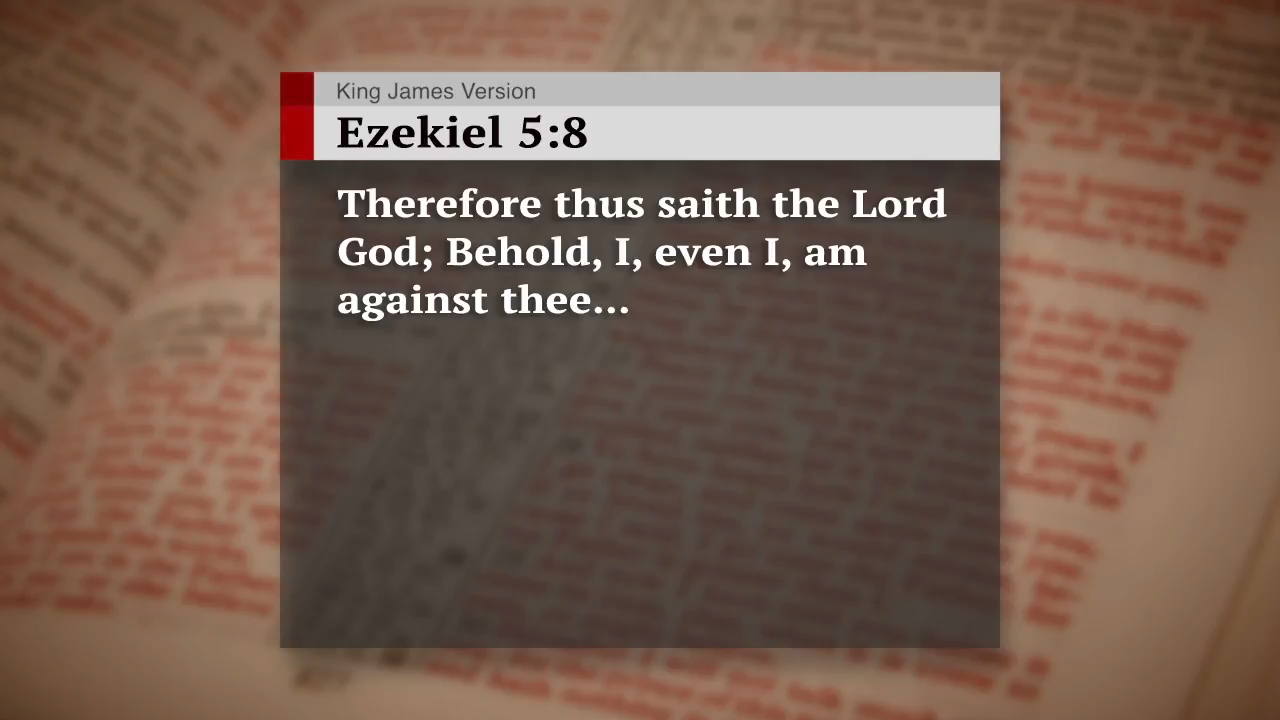 King James Version
Ezekiel 5:8
Therefore thus saith the Lord
God; Behold, I, even I, am
against thee...